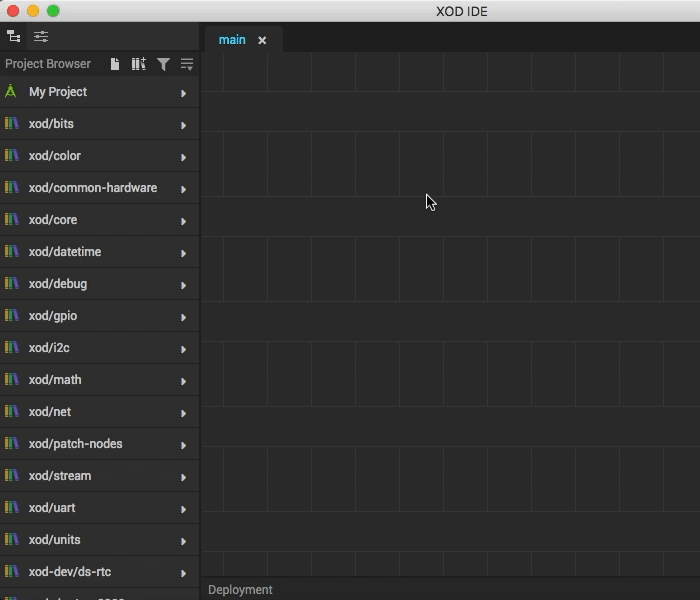 XOD IDE
main
Project Browser
My Project
xod/bits
xod/color
xod/common-hardware
xod/core
xod/datetime
xod/debug
xod/gpio
xod/i2c
xod/math
xod/net
xod/patch-nodes
xod/stream
xod/uart
xod/units
xod-dev/ds-rtc
Deployment